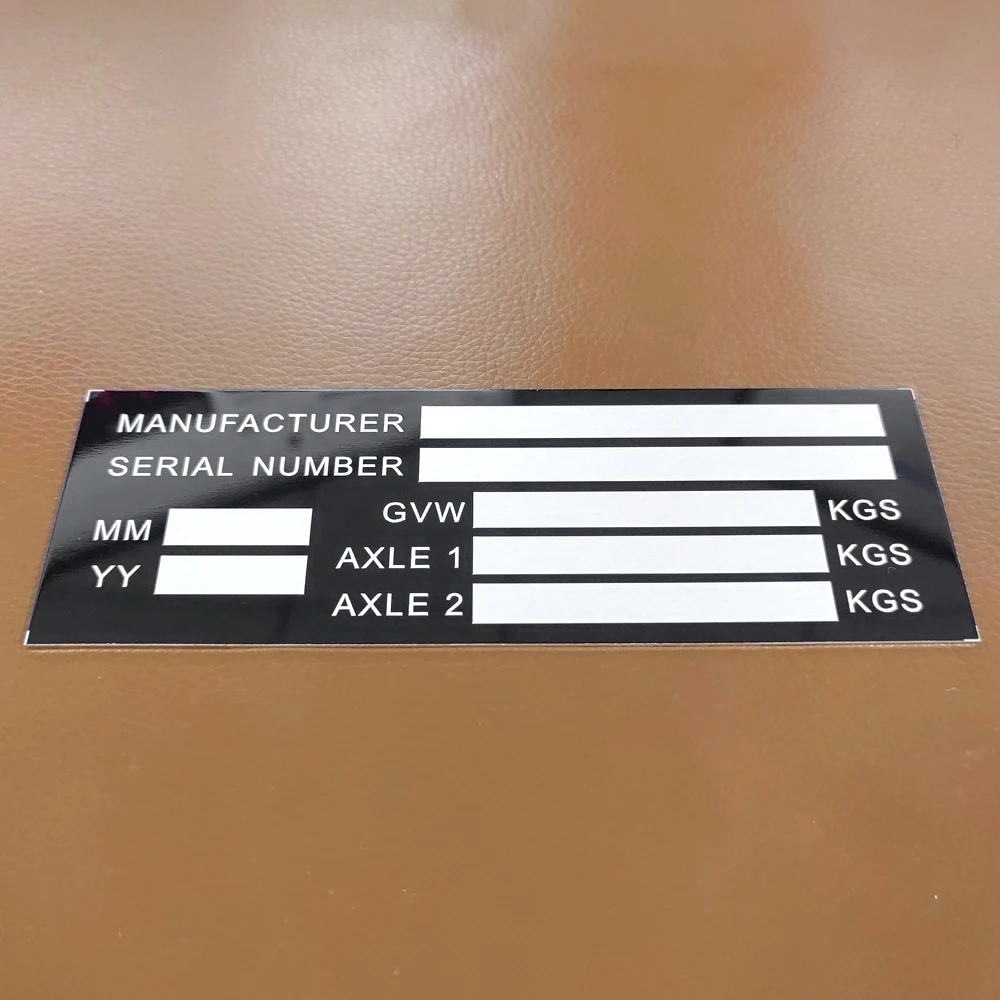 MANUFACTURER
SERIAL NUMBER
MM
YY
GVW KGS
AXLE 1 KGS
AXLE 2 KGS